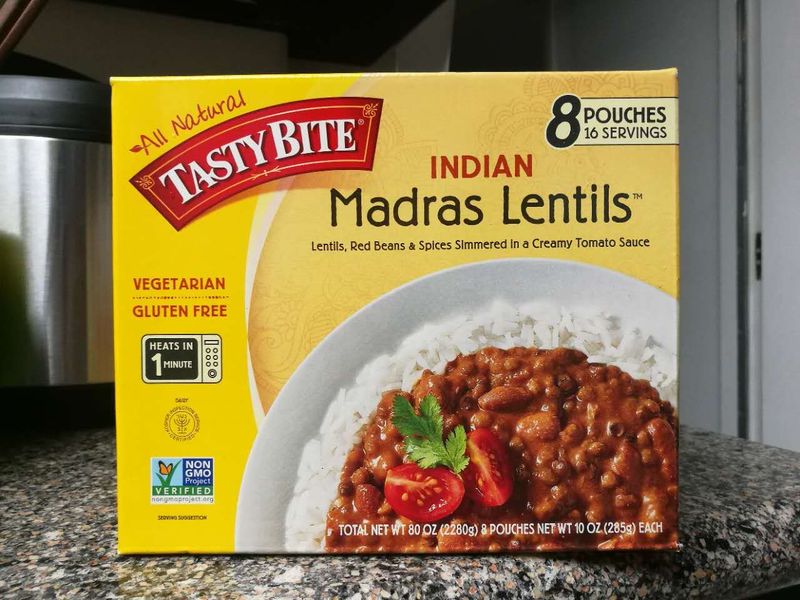 All Natural
TASTY BITE®
8 POUCHES
16 SERVINGS
INDIAN
Madras Lentils™
Lentils, Red Beans & Spices Simmered in a Creamy Tomato Sauce
VEGETARIAN
GLUTEN FREE
HEATS IN
1 MINUTE
DAIRY
CERTIFIED
NON
GMO
Project
VERIFIED
nongmoproject.org
SERVING SUGGESTION
TOTAL NET WT 80 OZ (2280g) 8 POUCHES NET WT 10 OZ (285g) EACH